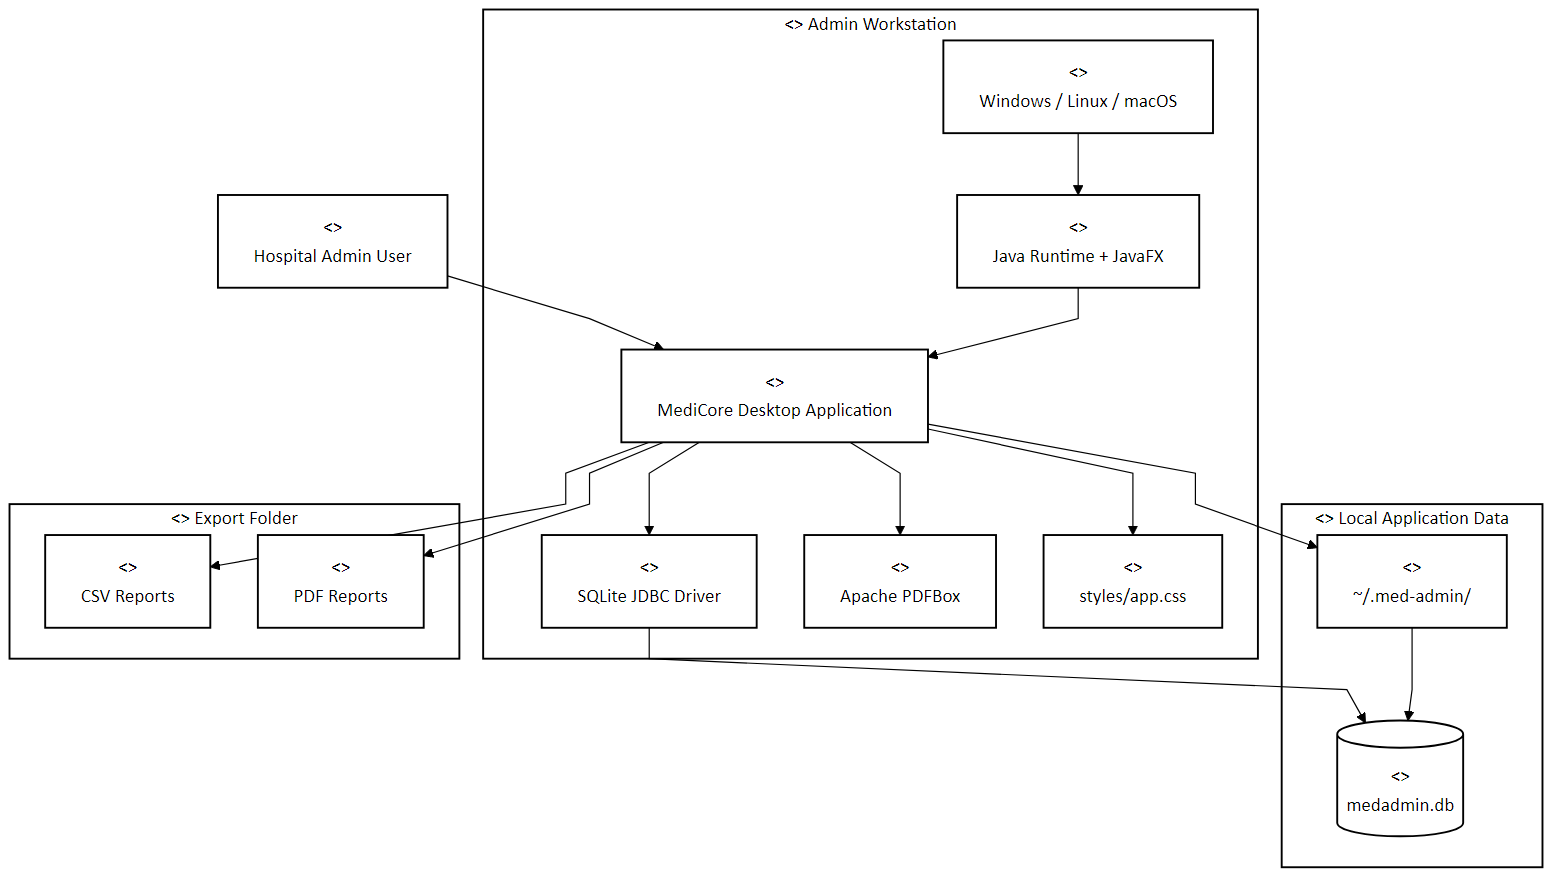 <> Admin Workstation
<>
Windows / Linux / macOS
<>
Hospital Admin User
<>
Java Runtime + JavaFX
<>
MediCore Desktop Application
<> Export Folder
<>
CSV Reports
<>
PDF Reports
<>
SQLite JDBC Driver
<>
Apache PDFBox
<>
styles/app.css
<> Local Application Data
<>
~/.med-admin/
<>
medadmin.db